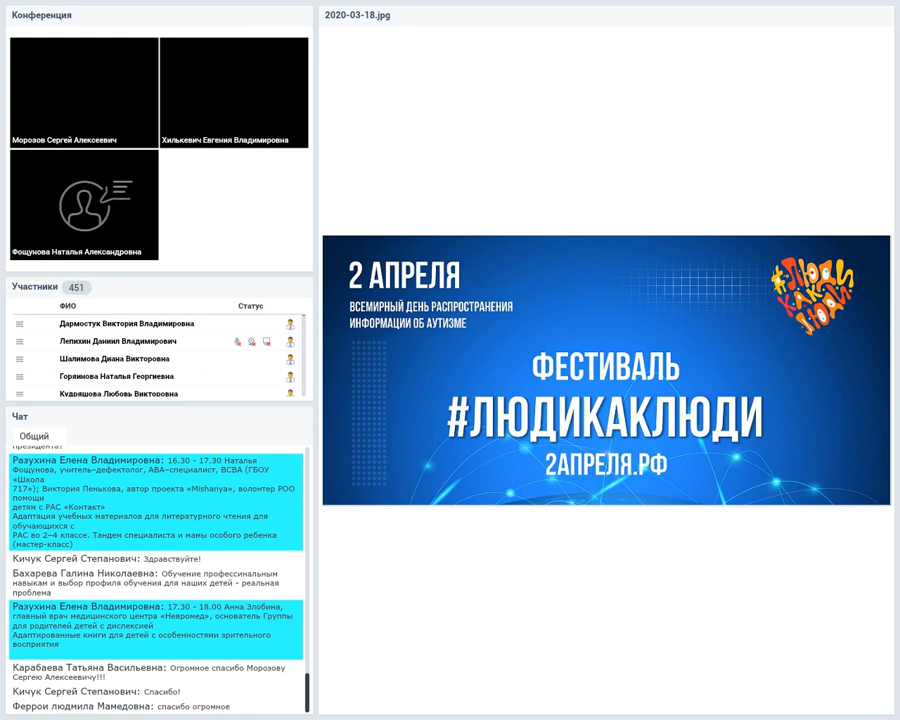 Конференция
Морозов Сергей Алексеевич
Хилькевич Евгения Владимировна
Фощунова Наталья Александровна
Участники 451
ФИО Статус
Дармостук Виктория Владимировна
Лепихин Даниил Владимирович
Шалимова Диана Викторовна
Горяинова Наталья Георгиевна
Кудряшова Любовь Викторовна
Чат
Общий
президента!
Разухина Елена Владимировна: 16.30 - 17.30 Наталья
Фощунова, учитель-дефектолог, АВА-специалист, BCBA (ГБОУ
«Школа
717»); Виктория Пенькова, автор проекта «Mishanya», волонтер РОО
помощи
детям с РАС «Контакт»
Адаптация учебных материалов для литературного чтения для
обучающихся с
РАС во 2–4 классе. Тандем специалиста и мамы особого ребенка
(мастер-класс)
Кичук Сергей Степанович: Здравствуйте!
Бахарева Галина Николаевна: Обучение профессинальным
навыкам и выбор профиля обучения для наших детей - реальная
проблема
Разухина Елена Владимировна: 17.30 - 18.00 Анна Злобина,
главный врач медицинского центра «Невромед», основатель Группы
для родителей детей с дислексией
Адаптированные книги для детей с особенностями зрительного
восприятия
Карабаева Татьяна Васильевна: Огромное спасибо Морозову
Сергею Алексеевичу!!!
Кичук Сергей Степанович: Спасибо!
Феррои людмила Мамедовна: спасибо огромное
2020-03-18.jpg
2 АПРЕЛЯ
ВСЕМИРНЫЙ ДЕНЬ РАСПРОСТРАНЕНИЯ
ИНФОРМАЦИИ ОБ АУТИЗМЕ
#ЛЮДИ
КАК
ЛЮДИ
ФЕСТИВАЛЬ
#ЛЮДИКАКЛЮДИ
2АПРЕЛЯ.РФ